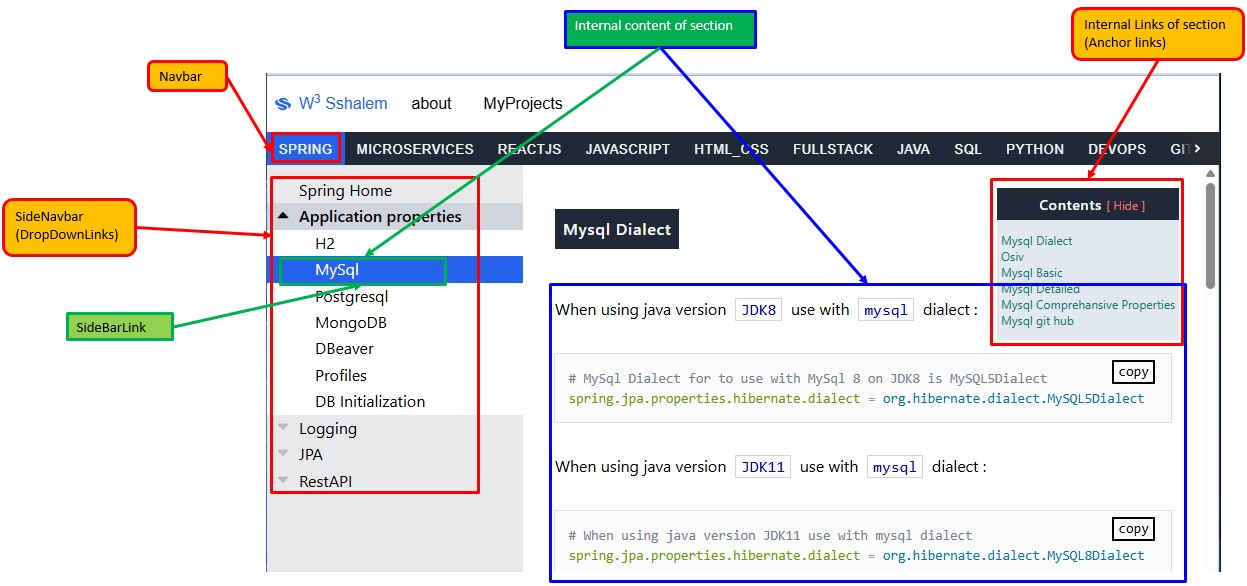 Internal content of section
Internal Links of section
(Anchor links)
Navbar
W3 Sshalem about MyProjects
SPRING MICROSERVICES REACTJS JAVASCRIPT HTML_CSS FULLSTACK JAVA SQL PYTHON DEVOPS GIT
SideNavbar
(DropDownLinks)
Spring Home
Application properties
H2
MySql
Postgresql
MongoDB
DBeaver
Profiles
DB Initialization
Logging
JPA
RestAPI
SideBarLink
Mysql Dialect
Contents [ Hide ]
Mysql Dialect
Osiv
Mysql Basic
Mysql Detailed
Mysql Comprehansive Properties
Mysql git hub
When using java version JDK8 use with mysql dialect :
copy
# MySql Dialect for to use with MySql 8 on JDK8 is MySQL5Dialect
spring.jpa.properties.hibernate.dialect = org.hibernate.dialect.MySQL5Dialect
When using java version JDK11 use with mysql dialect :
copy
# When using java version JDK11 use with mysql dialect
spring.jpa.properties.hibernate.dialect = org.hibernate.dialect.MySQL8Dialect